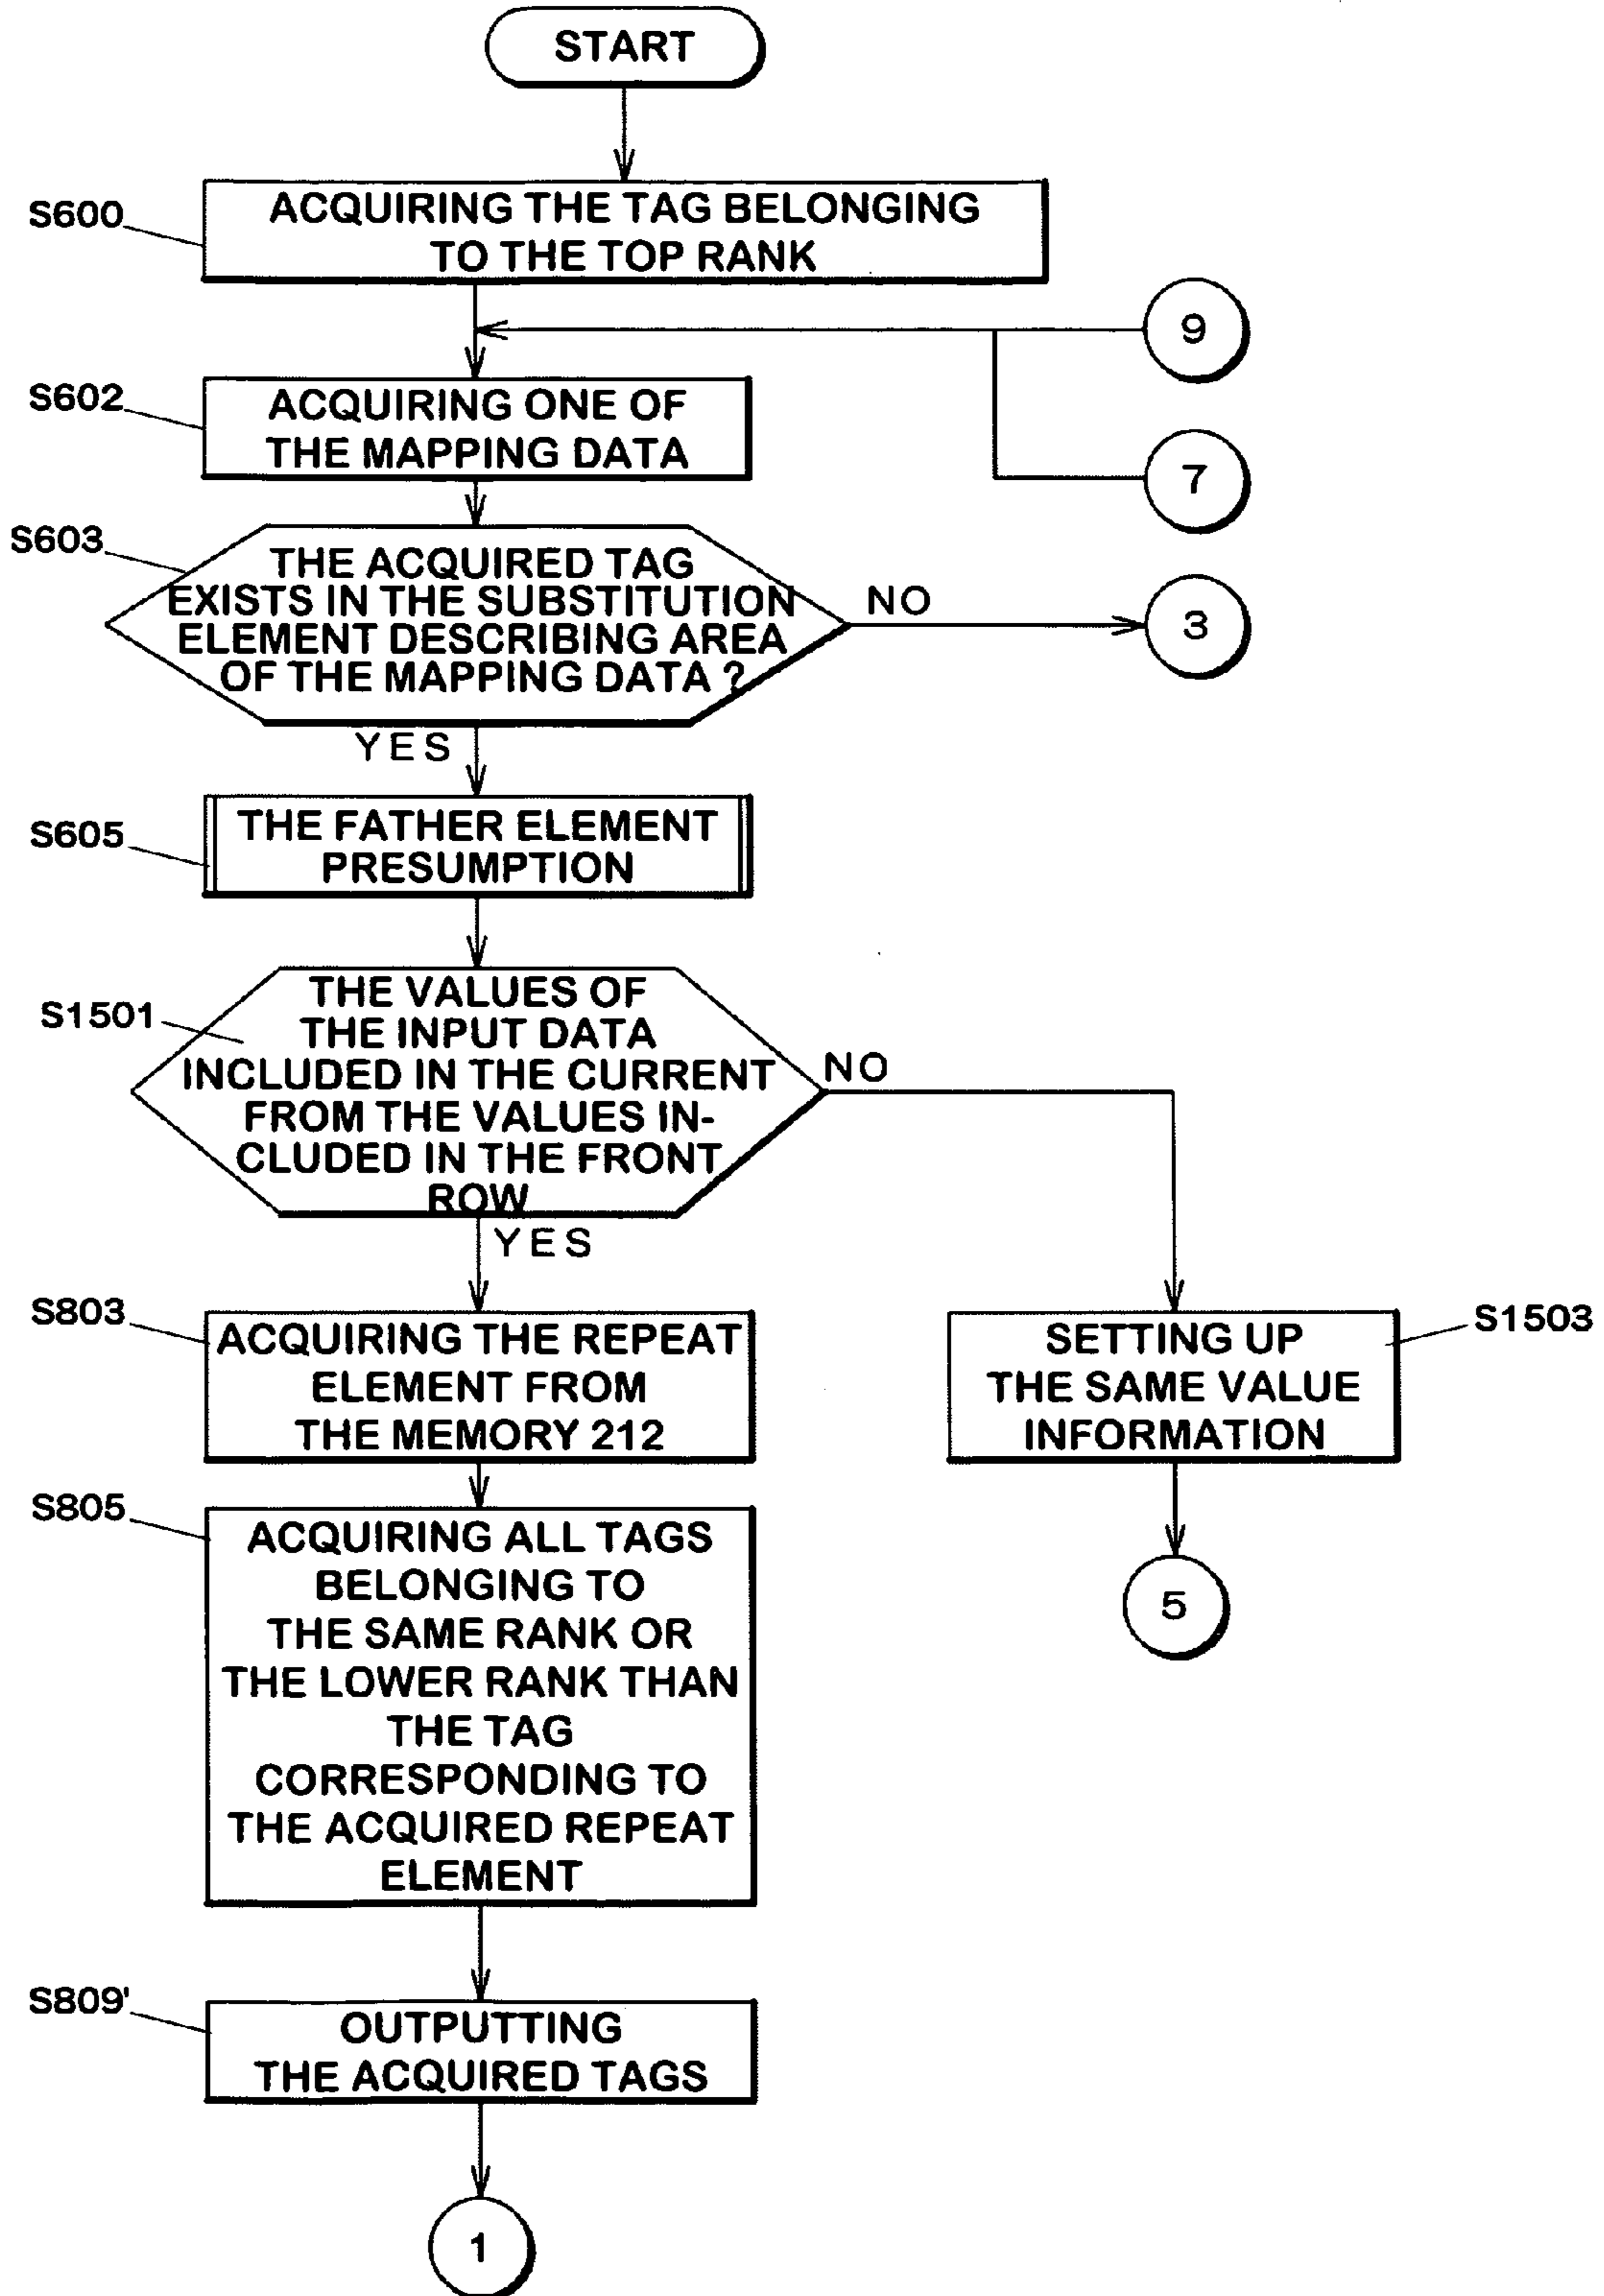 START
S600
ACQUIRING THE TAG BELONGING
TO THE TOP RANK
9
S602
ACQUIRING ONE OF
THE MAPPING DATA
7
S603
THE ACQUIRED TAG
EXISTS IN THE SUBSTITUTION
ELEMENT DESCRIBING AREA
OF THE MAPPING DATA ?
NO
3
YES
S605
THE FATHER ELEMENT
PRESUMPTION
S1501
THE VALUES OF
THE INPUT DATA
INCLUDED IN THE CURRENT
FROM THE VALUES IN-
CLUDED IN THE FRONT
ROW
NO
YES
S803
ACQUIRING THE REPEAT
ELEMENT FROM
THE MEMORY 212
SETTING UP
THE SAME VALUE
INFORMATION
S1503
S805
ACQUIRING ALL TAGS
BELONGING TO
THE SAME RANK OR
THE LOWER RANK THAN
THE TAG
CORRESPONDING TO
THE ACQUIRED REPEAT
ELEMENT
5
S809'
OUTPUTTING
THE ACQUIRED TAGS
1